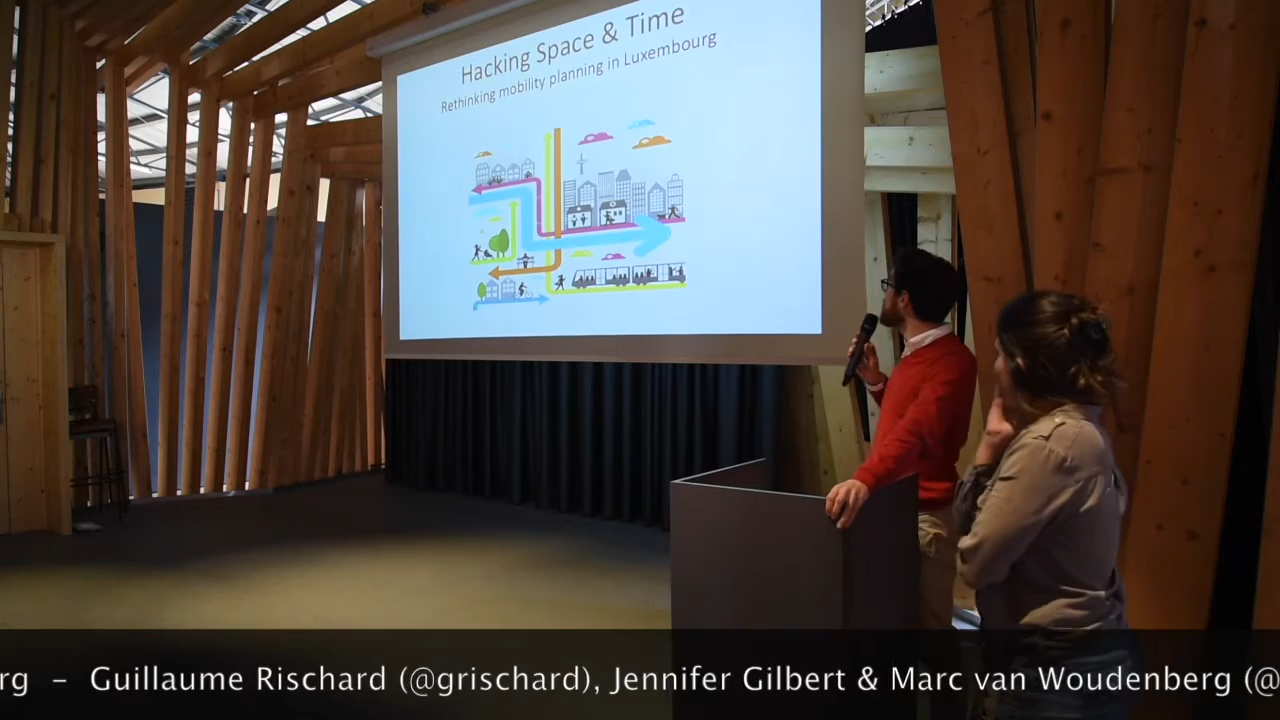 Hacking Space & Time
Rethinking mobility planning in Luxembourg
rg – Guillaume Rischard (@grischard), Jennifer Gilbert & Marc van Woudenberg (@